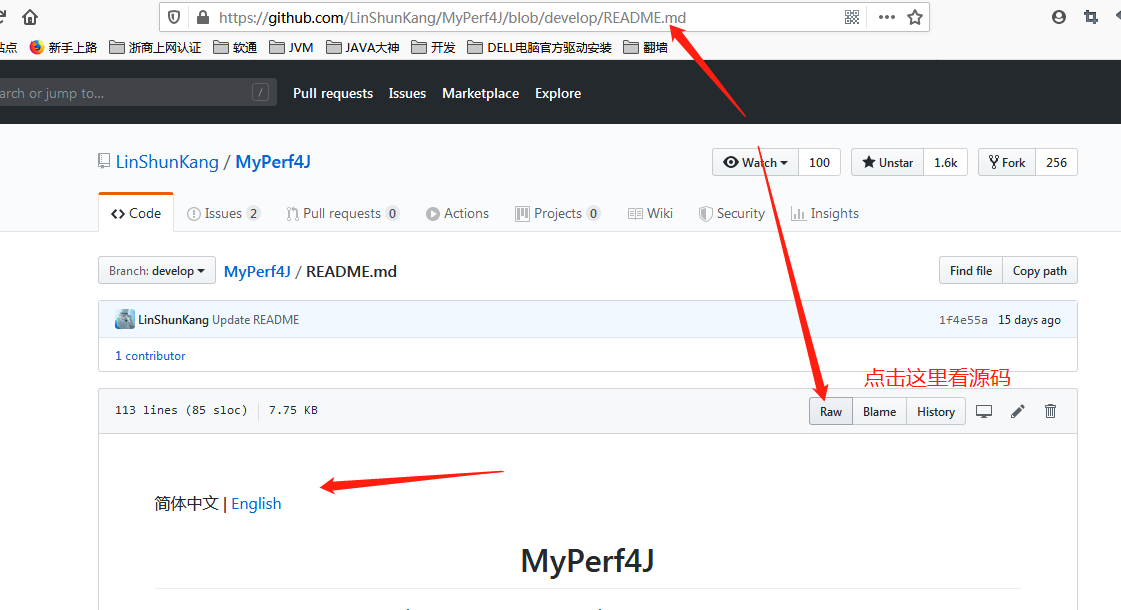 https://github.com/LinShunKang/MyPerf4J/blob/develop/README.md
站点 新手上路 浙商上网认证 软通 JVM JAVA大神 开发 DELL电脑官方驱动安装 翻墙
arch or jump to... / Pull requests Issues Marketplace Explore
LinShunKang / MyPerf4J Watch 100 Unstar 1.6k Fork 256
Code Issues 2 Pull requests 0 Actions Projects 0 Wiki Security Insights
Branch: develop MyPerf4J / README.md Find file Copy path
LinShunKang Update README 1f4e55a 15 days ago
1 contributor
点击这里看源码
113 lines (85 sloc) 7.75 KB Raw Blame History
简体中文 | English
MyPerf4J